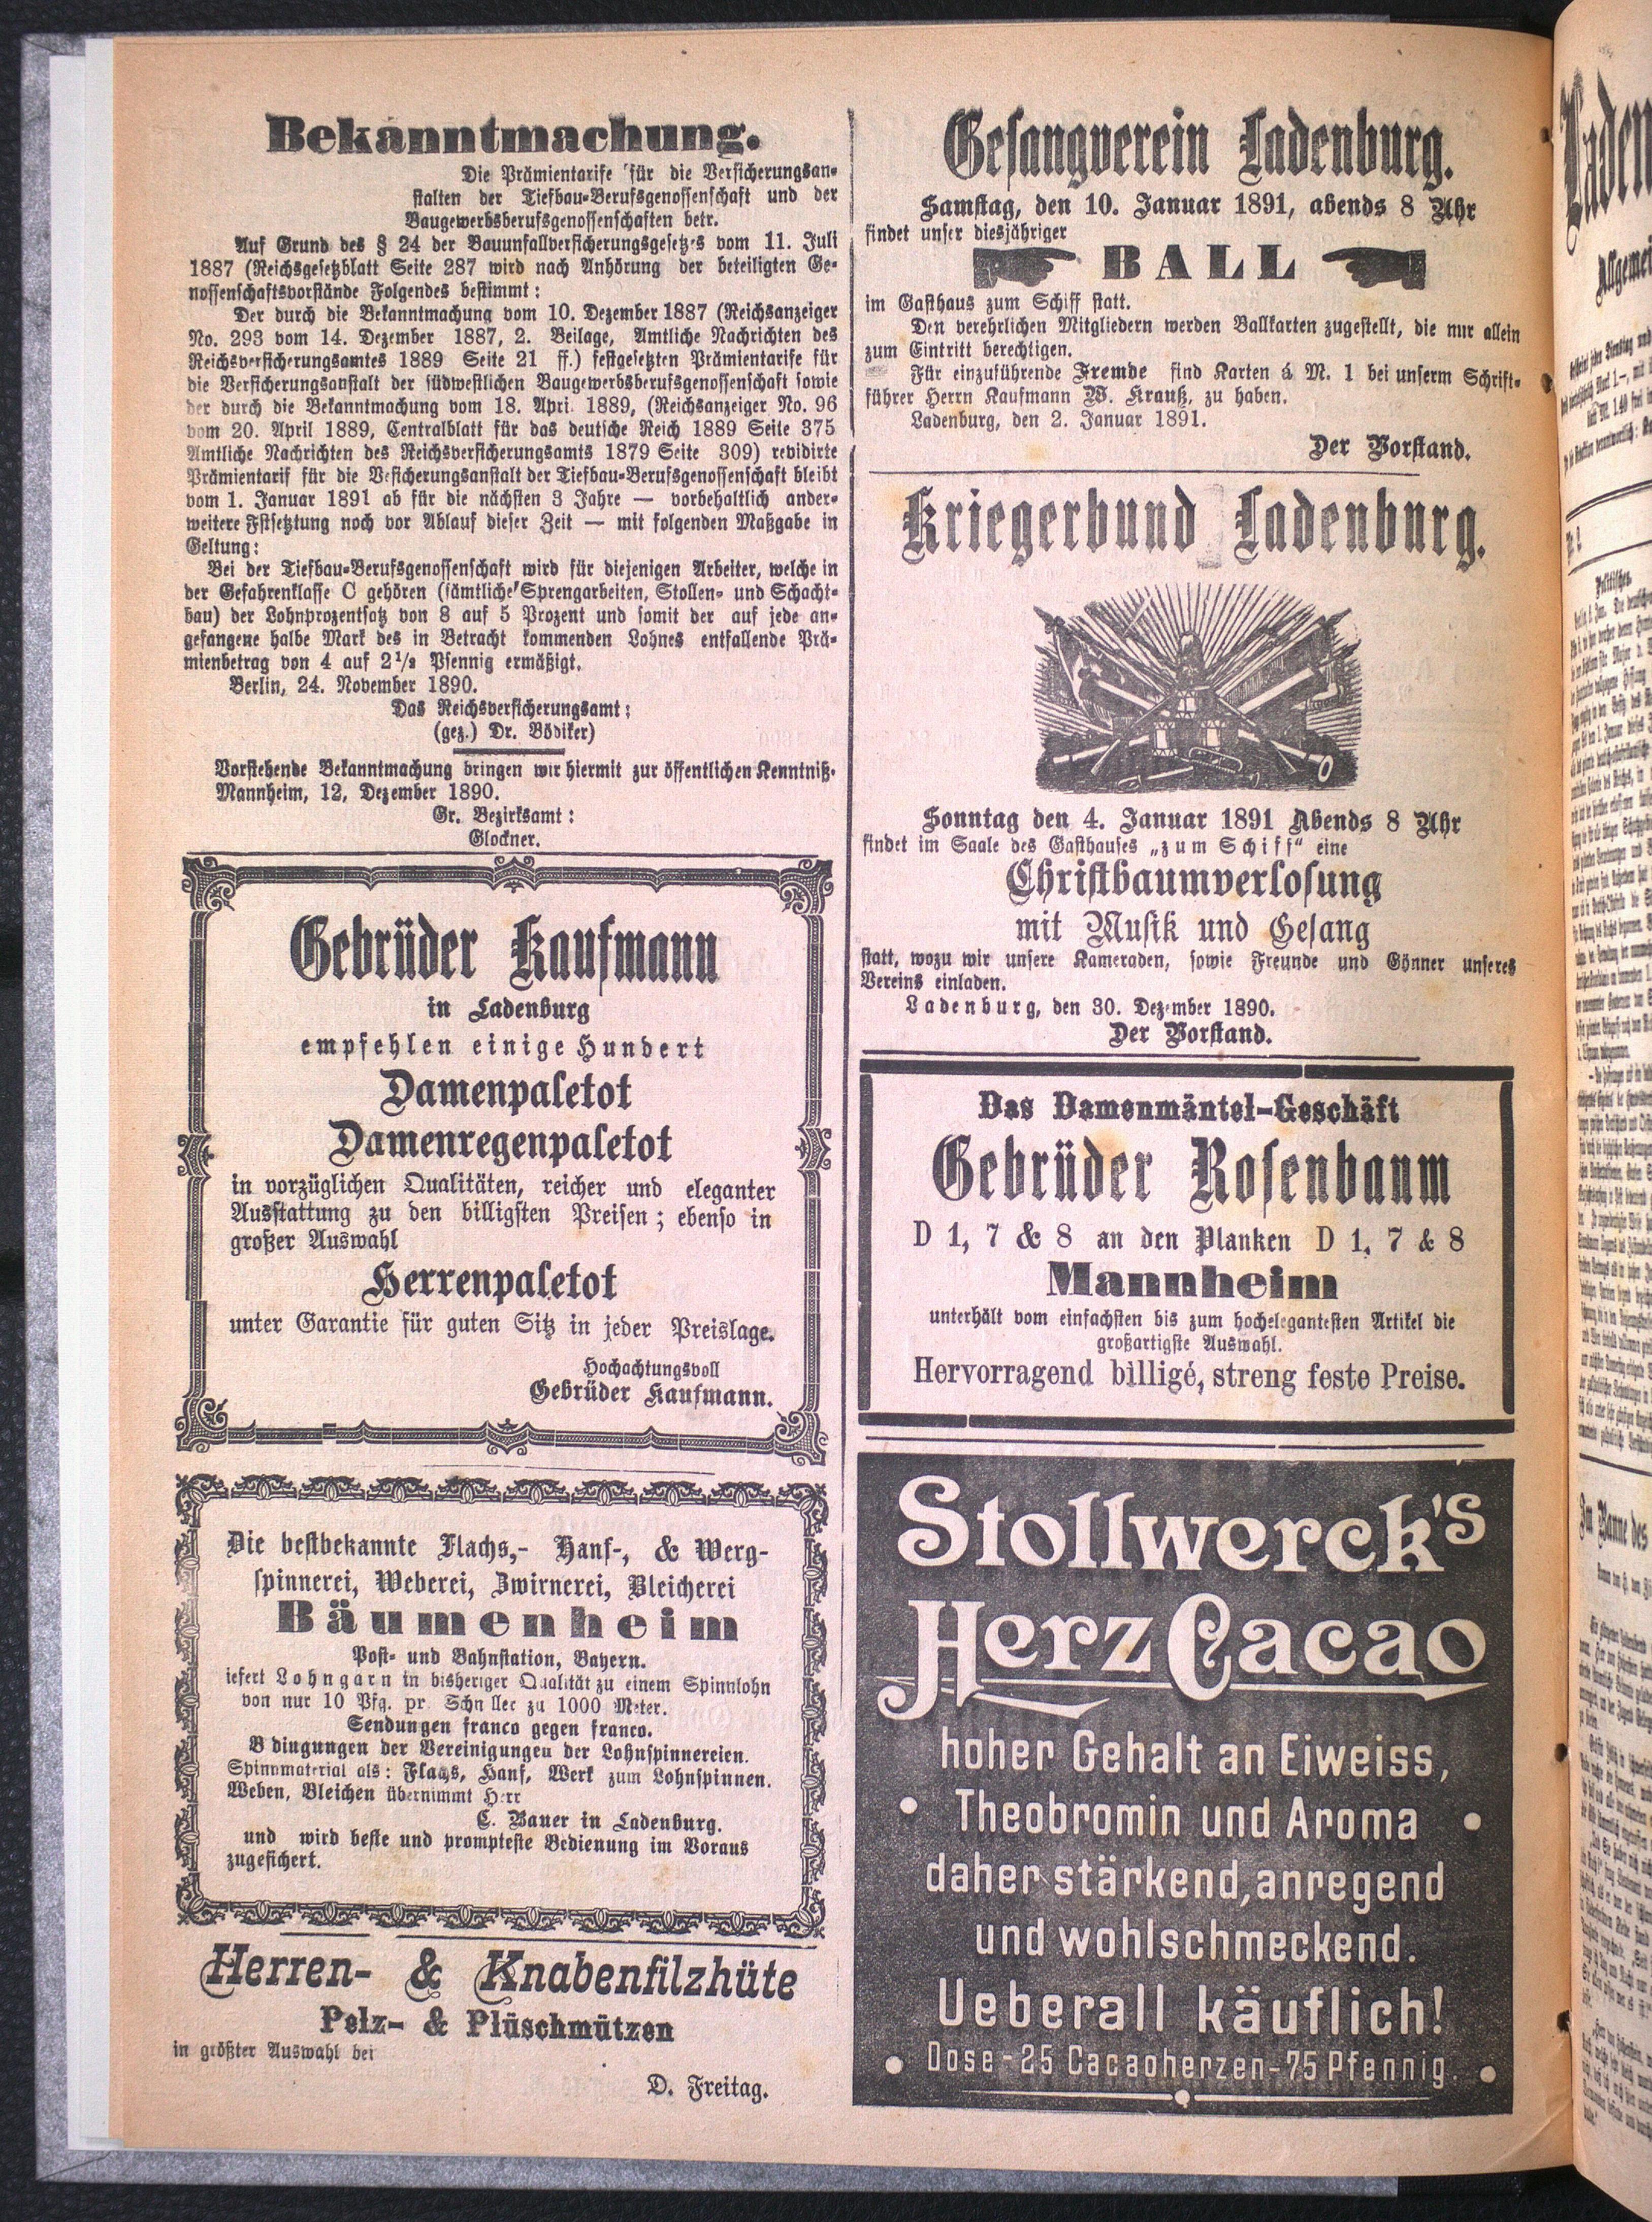 Bekanntmachung.
Die Prämientarife für die Versicherungsan-
stalten der Tiefbau-Berufsgenossenschaft und der
Baugewerbsberufsgenossenschaften betr.
Auf Grund des § 24 der Bauunfallversicherungsgesetzes vom 11. Juli
1887 (Reichsgesetzblatt Seite 287 wird nach Anhörung der beteiligten Ge-
nossenschaftsvorstände Folgendes bestimmt:
Der durch die Bekanntmachung vom 10. Dezember 1887 (Reichsanzeiger
No. 293 vom 14. Dezember 1887, 2. Beilage, Amtliche Nachrichten des
Reichsversicherungsamtes 1889 Seite 21 ff.) festgesetzten Prämientarife für
die Versicherungsanstalt der südwestlichen Baugewerbsberufsgenossenschaft sowie
der durch die Bekanntmachung vom 18. Apri. 1889, (Reichsanzeiger No. 96
vom 20. April 1889, Centralblatt für das deutsche Reich 1889 Seite 375
Amtliche Nachrichten des Reichsversicherungsamts 1879 Seite 309) revidirte
Prämientarif für die Vesicherungsanstalt der Tiefbau-Berufsgenossenschaft bleibt
vom 1. Januar 1891 ab für die nächsten 3 Jahre — vorbehaltlich ander-
weitere Fstsetztung noch vor Ablauf dieser Zeit — mit folgenden Maßgabe in
Geltung:
Bei der Tiefbau-Berufsgenossenschaft wird für diejenigen Arbeiter, welche in
der Gefahrenklasse C gehören (sämtliche Sprengarbeiten, Stollen- und Schacht-
bau) der Lohnprozentsatz von 8 auf 5 Prozent und somit der auf jede an-
gefangene halbe Mark des in Betracht kommenden Lohnes entfallende Prä-
mienbetrag von 4 auf 2½ Pfennig ermäßigt.
Berlin, 24. November 1890.
Das Reichsversicherungsamt;
(gez.) Dr. Bödiker)
Vorstehende Bekanntmachung bringen wir hiermit zur öffentlichen Kenntniß.
Mannheim, 12, Dezember 1890.
Gr. Bezirksamt:
Glockner.
Gebrüder Kaufmann
in Ladenburg
empfehlen einige Hundert
Damenpaletot
Damenregenpaletot
in vorzüglichen Qualitäten, reicher und eleganter
Ausstattung zu den billigsten Preisen; ebenso in
großer Auswahl
Herrenpaletot
unter Garantie für guten Sitz in jeder Preislage.
Hochachtungsvoll
Gebrüder Kaufmann.
Die bestbekannte Flachs,- Hanf-, & Werg-
spinnerei, Weberei, Zwirnerei, Bleicherei
Bäumenheim
Post- und Bahnstation, Bayern.
iefert Lohngarn in bisheriger Qualität zu einem Spinnlohn
von nur 10 Pfg. pr. Schn ller zu 1000 Meter.
Sendungen franco gegen franco.
B dingungen der Vereinigungen der Lohnspinnereien.
Spinnmaterial als: Flachs, Hanf, Werk zum Lohnspinnen.
Weben, Bleichen übernimmt Herr
C. Bauer in Ladenburg.
und wird beste und prompteste Bedienung im Voraus
zugesichert.
Herren- & Knabenfilzhüte
Pelz- & Plüschmützen
in größter Auswahl bei
D. Freitag.
Gesangverein Ladenburg.
Samstag, den 10. Januar 1891, abends 8 Uhr
findet unser diesjähriger
BALL
im Gasthaus zum Schiff statt.
Den verehrlichen Mitgliedern werden Ballkarten zugestellt, die nur allein
zum Eintritt berechtigen.
Für einzuführende Fremde sind Karten á M. 1 bei unserm Schrift-
führer Herrn Kaufmann W. Krauß, zu haben.
Ladenburg, den 2. Januar 1891.
Der Vorstand.
Kriegerbund Ladenburg.
Sonntag den 4. Januar 1891 Abends 8 Uhr
findet im Saale des Gasthauses „zum Schiff" eine
Christbaumverlosung
mit Musik und Gesang
statt, wozu wir unsere Kameraden, sowie Freunde und Gönner unseres
Vereins einladen.
Ladenburg, den 30. Dezember 1890.
Der Vorstand.
Das Damenmäntel-Geschäft
Gebrüder Rosenbaum
D 1, 7 & 8 an den Planken D 1, 7 & 8
Mannheim
unterhält vom einfachsten bis zum hochelegantesten Artikel die
großartigste Auswahl.
Hervorragend billige, streng feste Preise.
Stollwerck's
Herz Cacao
hoher Gehalt an Eiweiss,
• Theobromin und Aroma •
daher stärkend, anregend
und wohlschmeckend.
Ueberall käuflich!
• Dose - 25 Cacaoherzen - 75 Pfennig. •